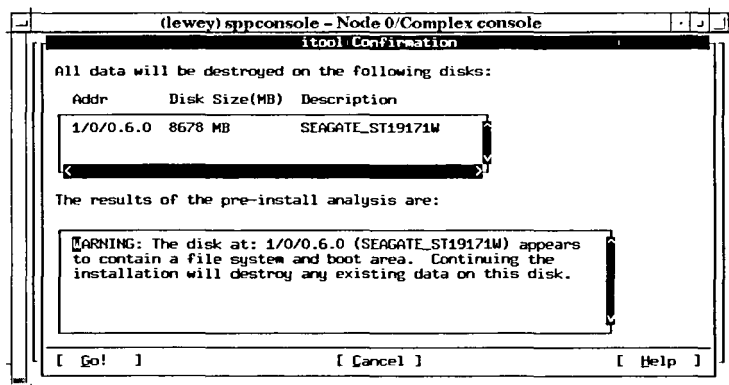 (lewey) sppconsole – Node 0/Complex console
itool Confirmation
All data will be destroyed on the following disks:
Addr Disk Size(MB) Description
1/0/0.6.0 8678 MB SEAGATE_ST19171W
The results of the pre-install analysis are:
WARNING: The disk at: 1/0/0.6.0 (SEAGATE_ST19171W) appears
to contain a file system and boot area. Continuing the
installation will destroy any existing data on this disk.
[ Go! ] [ Cancel ] [ Help ]